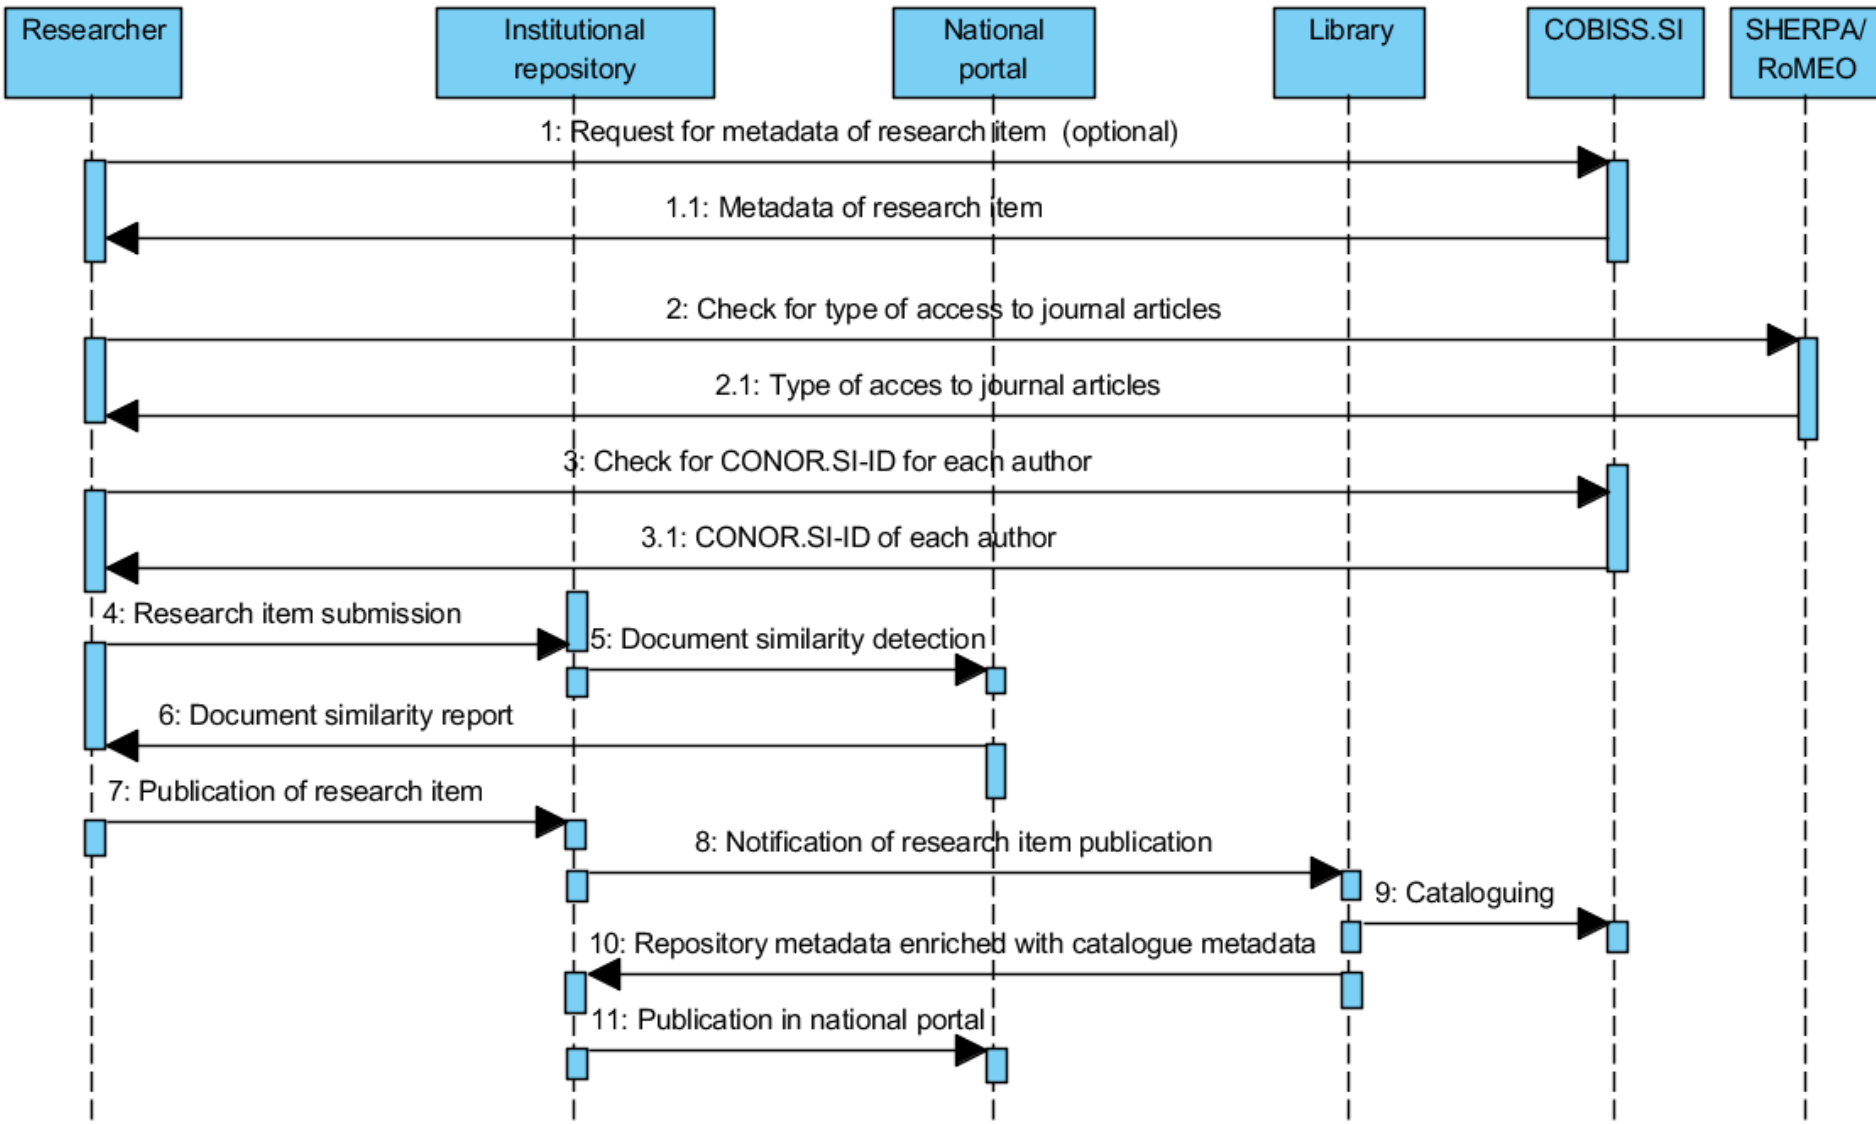 Researcher
Institutional
repository
National
portal
Library
COBISS.SI
SHERPA/
RoMEO
1: Request for metadata of research item (optional)
1.1: Metadata of research item
2: Check for type of access to journal articles
2.1: Type of acces to journal articles
3: Check for CONOR.SI-ID for each author
3.1: CONOR.SI-ID of each author
4: Research item submission
5: Document similarity detection
6: Document similarity report
7: Publication of research item
8: Notification of research item publication
9: Cataloguing
10: Repository metadata enriched with catalogue metadata
11: Publication in national portal